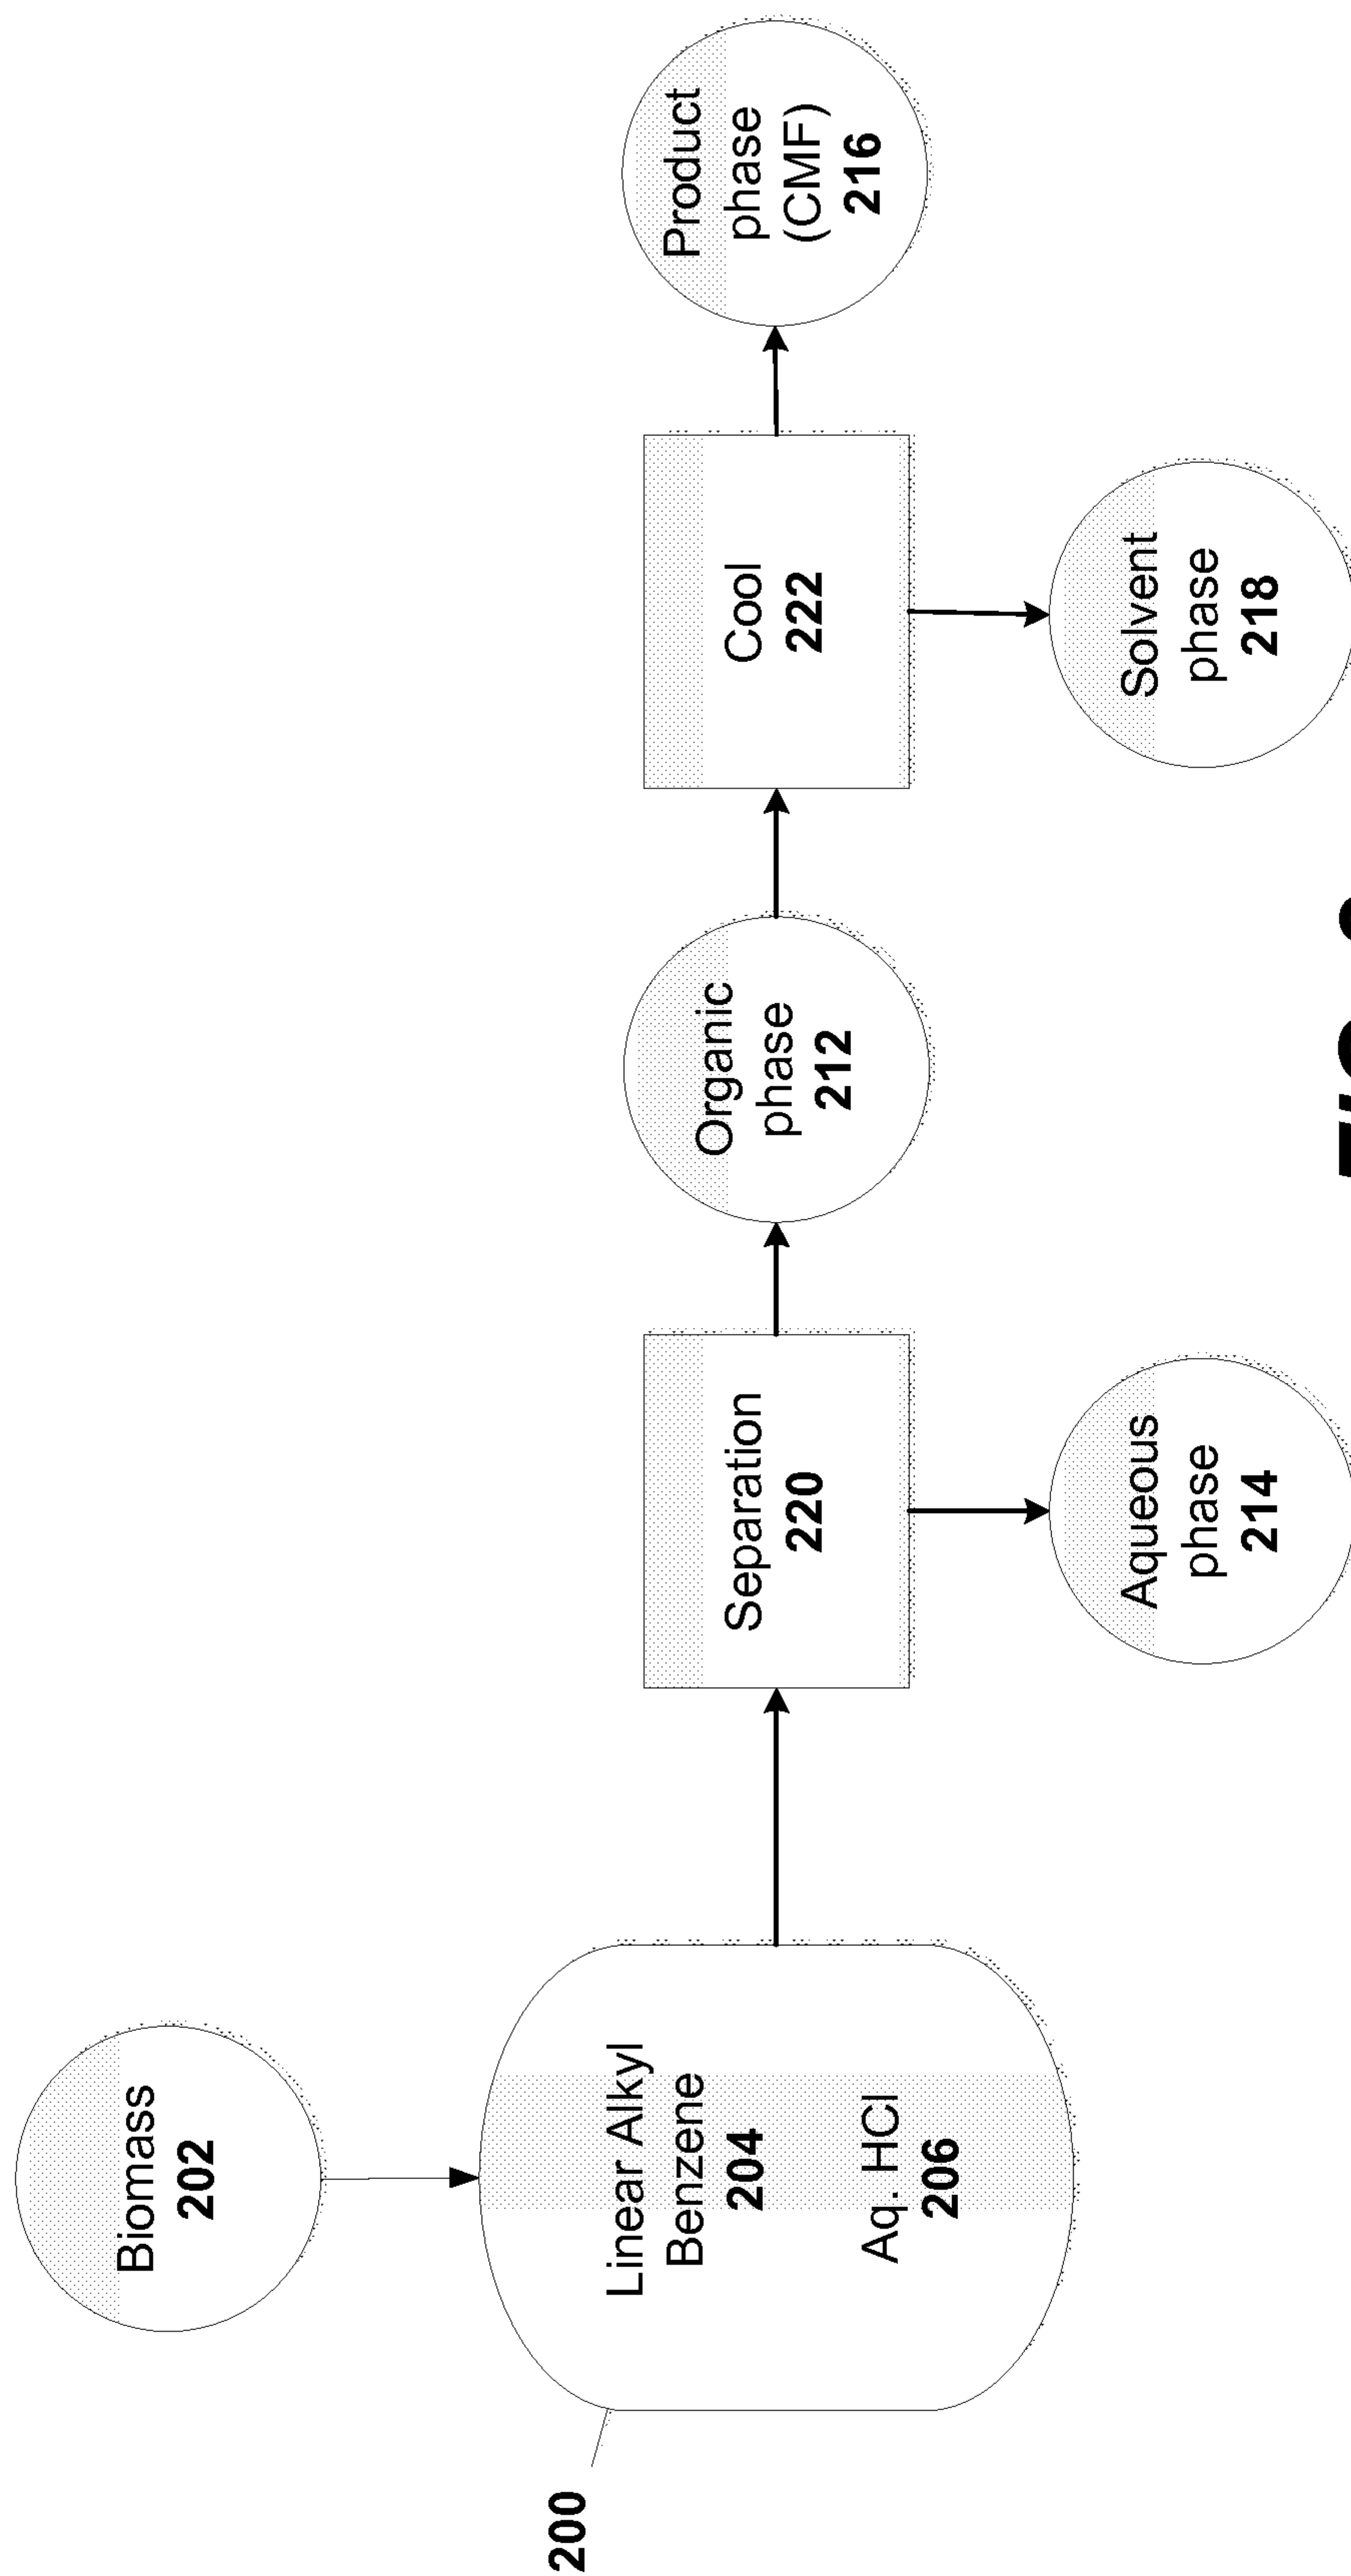 Biomass
202
200
Linear Alkyl
Benzene
204
Aq. HCl
206
Separation
220
Aqueous
phase
214
Organic
phase
212
Cool
222
Solvent
phase
218
Product
phase
(CMF)
216